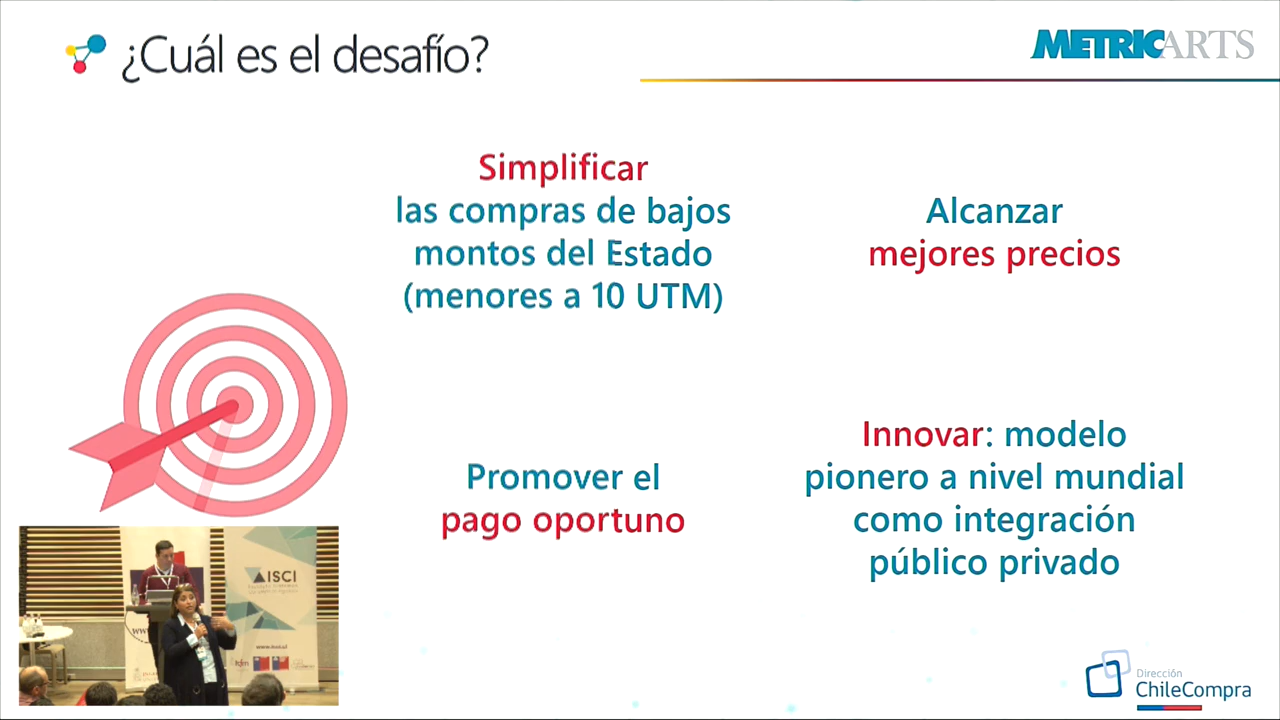 ¿Cuál es el desafío?
METRICARTS
Simplificar
las compras de bajos
montos del Estado
(menores a 10 UTM)
Alcanzar
mejores precios
Promover el
pago oportuno
Innovar: modelo
pionero a nivel mundial
como integración
público privado
ISCI
Dirección
ChileCompra